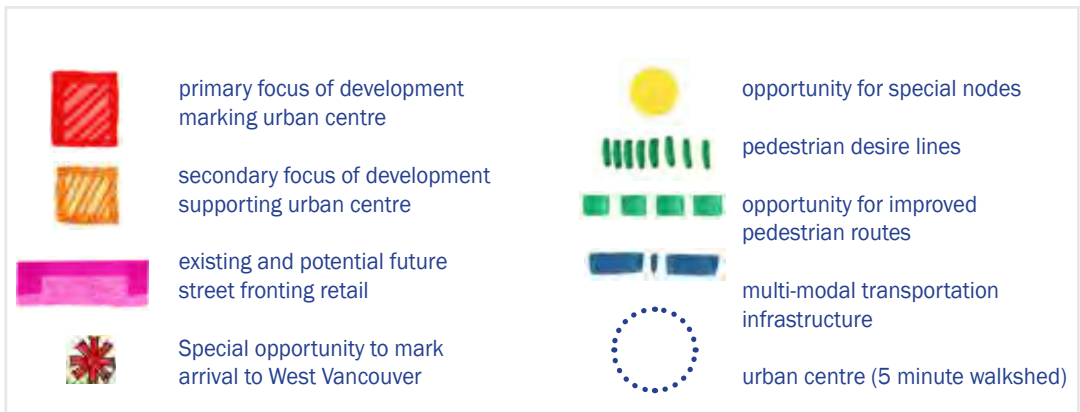 primary focus of development
marking urban centre
secondary focus of development
supporting urban centre
existing and potential future
street fronting retail
Special opportunity to mark
arrival to West Vancouver
opportunity for special nodes
pedestrian desire lines
opportunity for improved
pedestrian routes
multi-modal transportation
infrastructure
urban centre (5 minute walkshed)